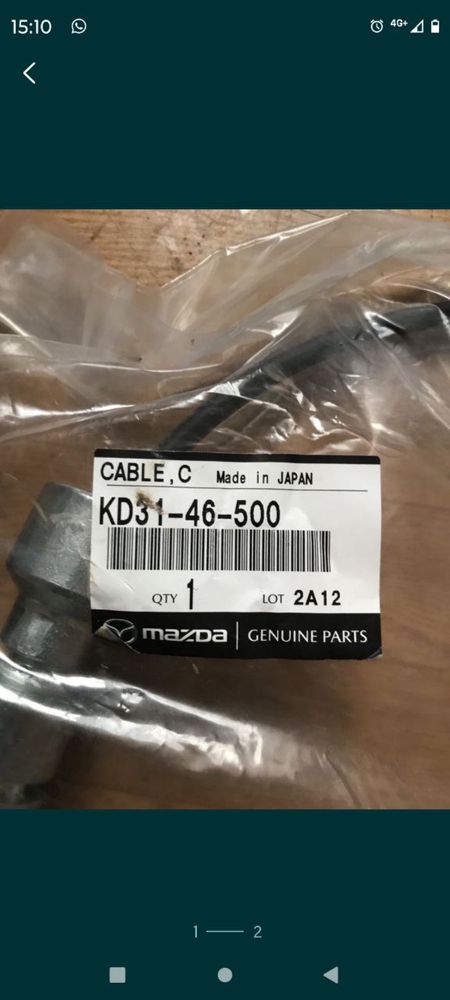 15:10
4G+
CABLE,C Made in JAPAN
KD31-46-500
QTY 1 LOT 2A12
mazda GENUINE PARTS
1 2